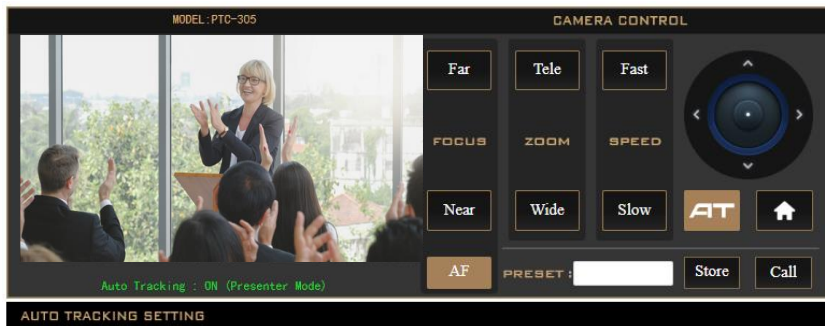 MODEL:PTC-305
CAMERA CONTROL
Far
Tele
Fast
FOCUS
ZOOM
SPEED
Near
Wide
Slow
AT
AF
PRESET :
Store
Call
Auto Tracking : ON (Presenter Mode)
AUTO TRACKING SETTING